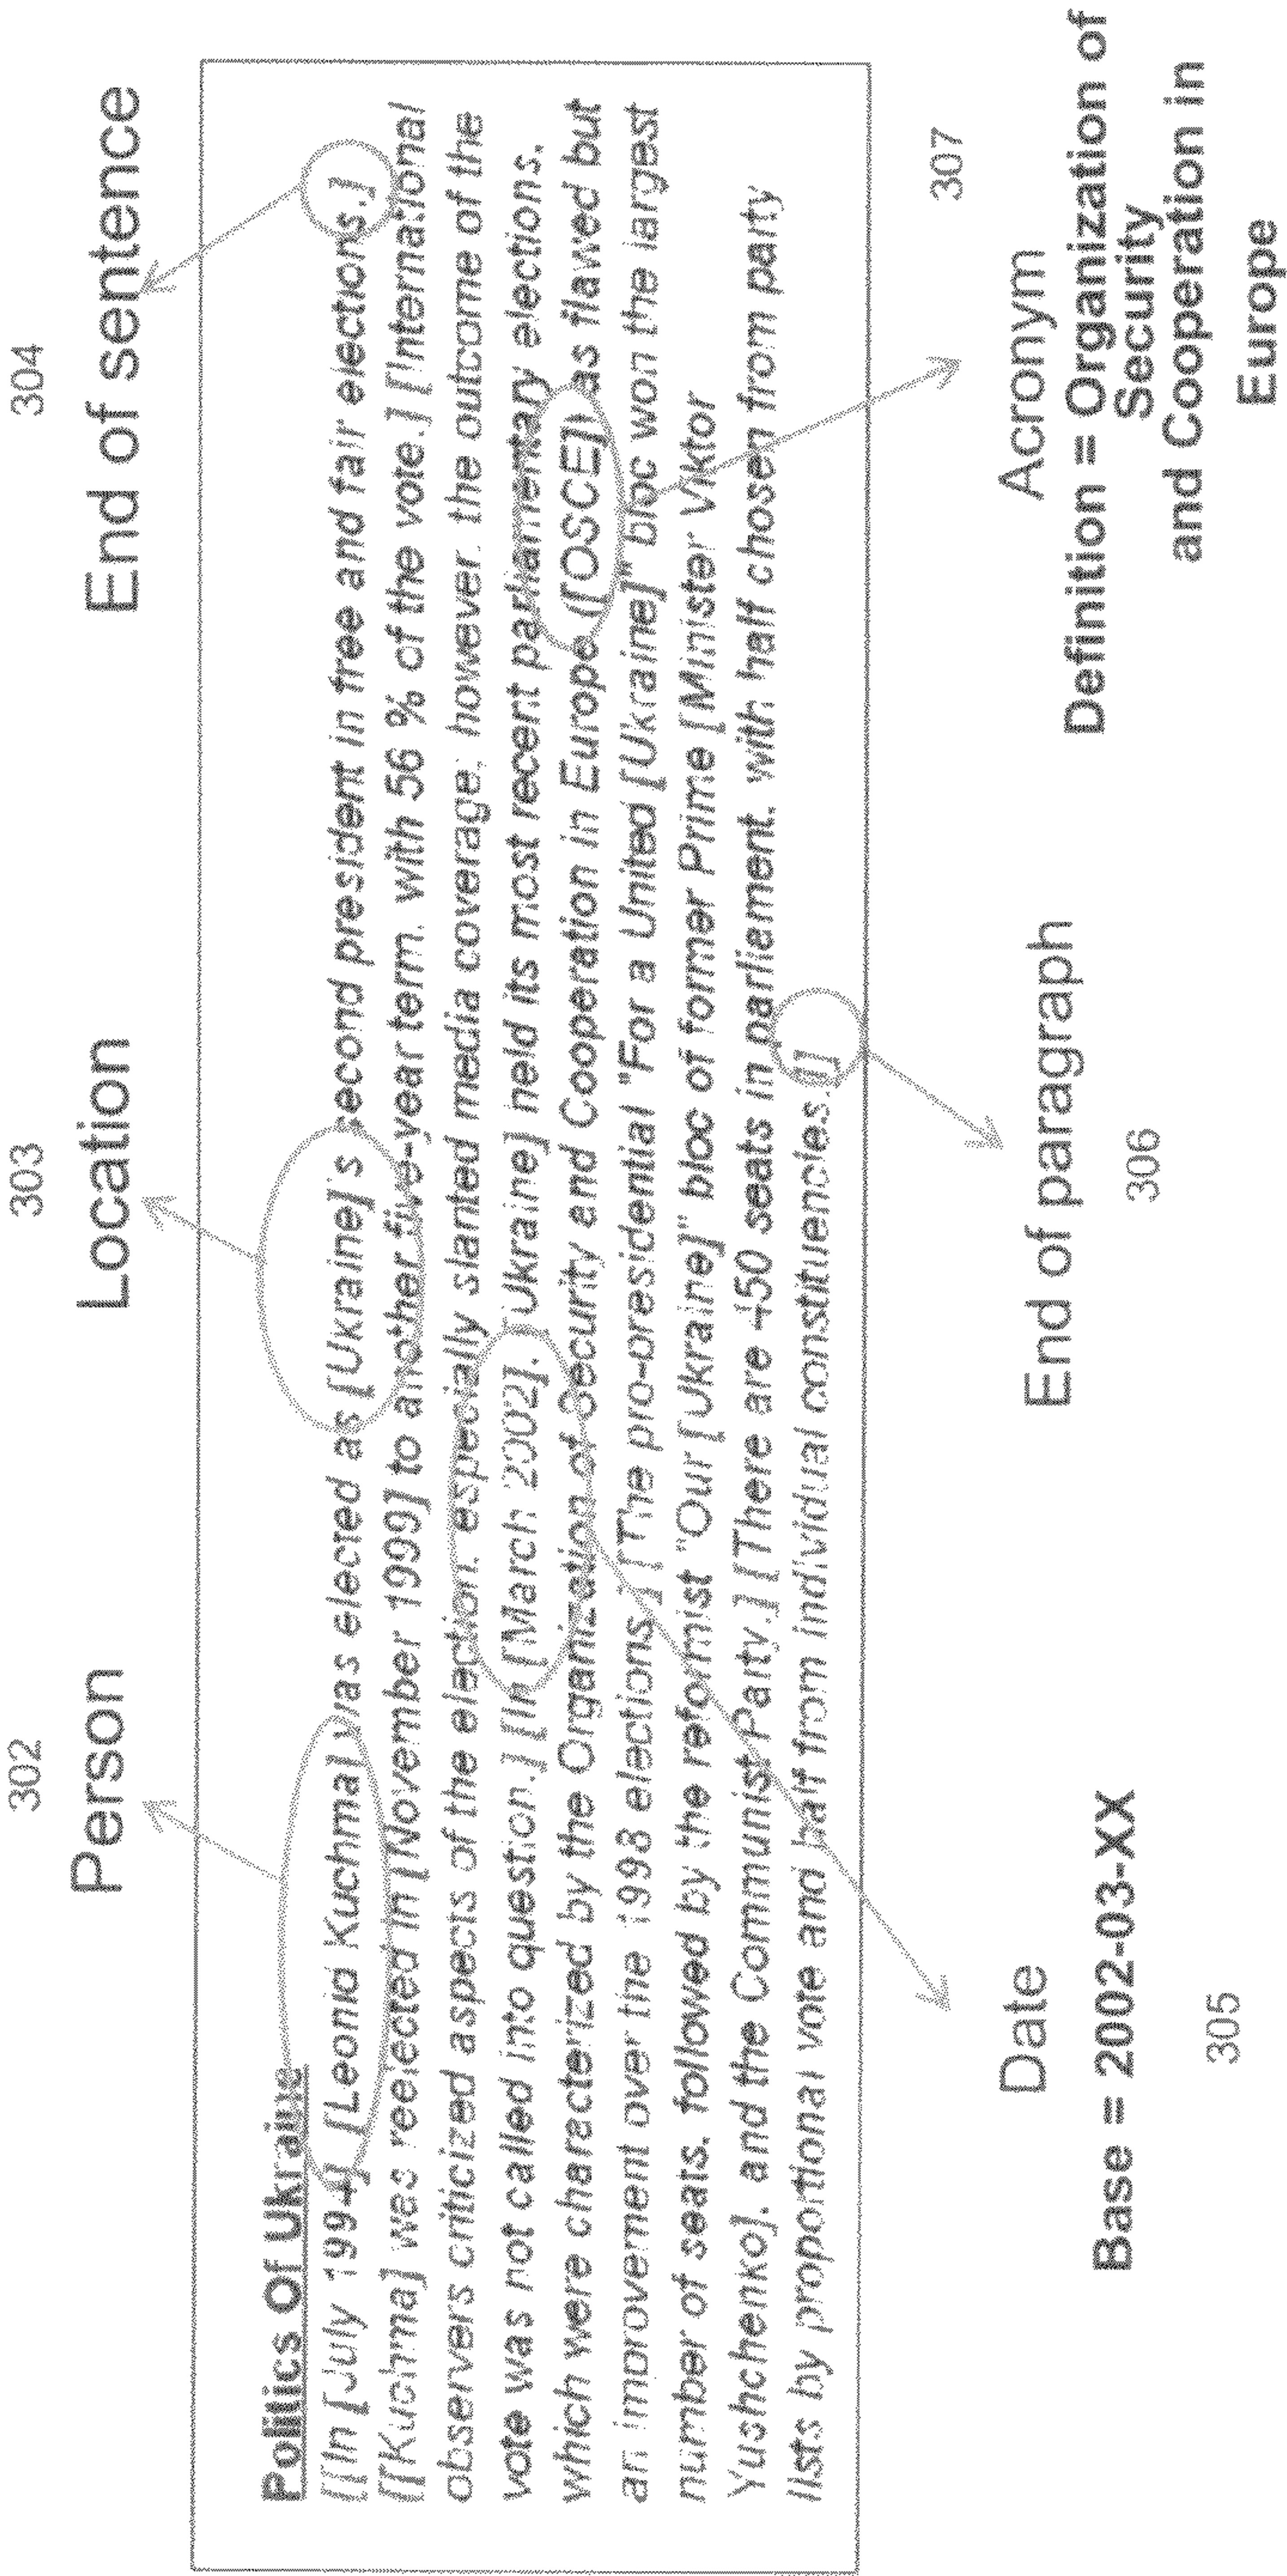 302
303
304
Person
Location
End of sentence
Politics Of Ukraine
[[In [July 1994] [Leonid Kuchma] was elected as [Ukraine]'s second president in free and fair elections.]
[[Kuchma] was reelected in [November 1999] to another five-year term, with 56 % of the vote.] [International
observers criticized aspects of the election, especially slanted media coverage; however, the outcome of the
vote was not called into question.] [In [March 2002], [Ukraine] held its most recent parliamentary elections,
which were characterized by the Organization of Security and Cooperation in Europe ([OSCE]) as flawed but
an improvement over the 1998 elections.] [The pro-presidential "For a United [Ukraine]" bloc won the largest
number of seats, followed by the reformist "Our [Ukraine]" bloc of former Prime [Minister Viktor
Yushchenko], and the Communist Party.] [There are 450 seats in parliement, with half chosen from party
lists by proportional vote and half from individual constituencies.]]
Date
Base = 2002-03-XX
305
End of paragraph
306
307
Acronym
Definition = Organization of
Security
and Cooperation in
Europe